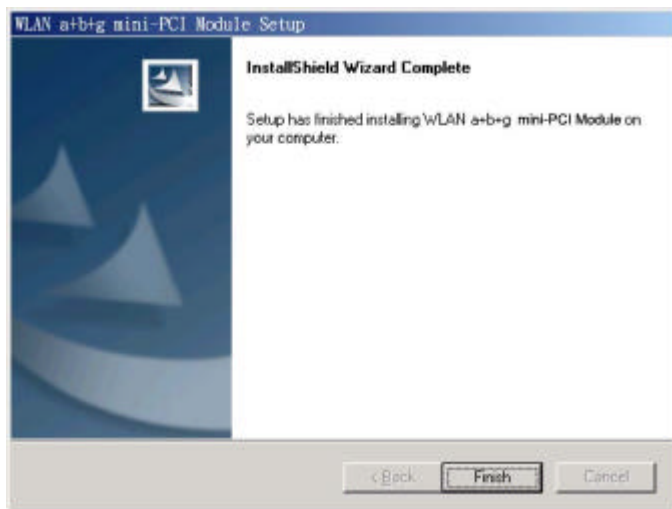 WLAN a+b+g mini-PCI Module Setup
InstallShield Wizard Complete
Setup has finished installing WLAN a+b+g mini-PCI Module on
your computer.
< Back
Finish
Cancel